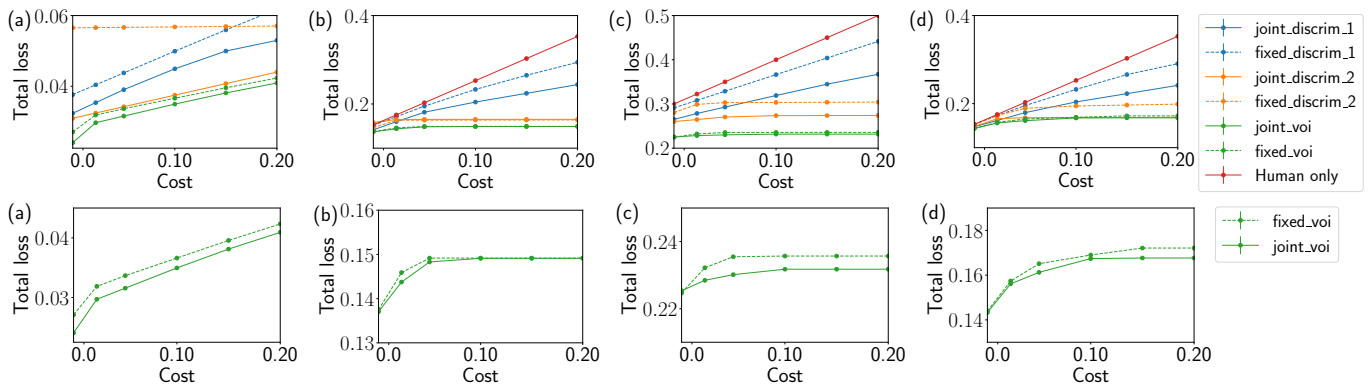 (a)
0.06
0.04
Total loss
0.0
0.10
0.20
Cost
(b)
0.4
0.2
Total loss
0.0
0.10
0.20
Cost
(c)
0.5
0.4
0.3
0.2
Total loss
0.0
0.10
0.20
Cost
(d)
0.4
0.2
Total loss
0.0
0.10
0.20
Cost
joint_discrim_1
fixed_discrim_1
joint_discrim_2
fixed_discrim_2
joint_voi
fixed_voi
Human only
(a)
0.04
0.03
Total loss
0.0
0.10
0.20
Cost
(b)
0.16
0.15
0.14
0.13
Total loss
0.0
0.10
0.20
Cost
(c)
0.24
0.22
Total loss
0.0
0.10
0.20
Cost
(d)
0.18
0.16
0.14
Total loss
0.0
0.10
0.20
Cost
fixed_voi
joint_voi